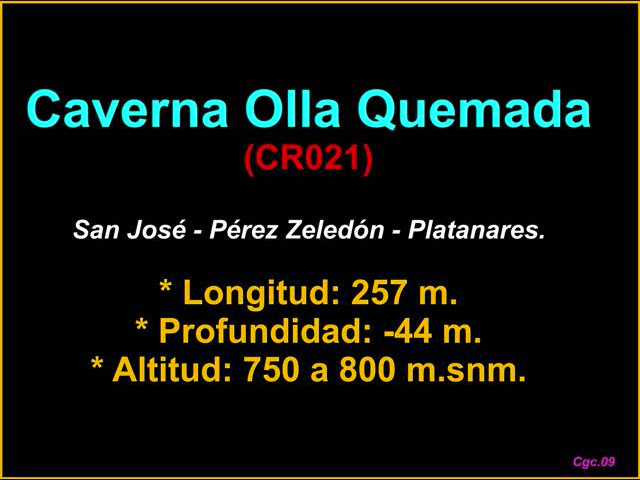 Caverna Olla Quemada
(CR021)
San José - Pérez Zeledón - Platanares.
* Longitud: 257 m.
* Profundidad: -44 m.
* Altitud: 750 a 800 m.snm.
Cgc.09